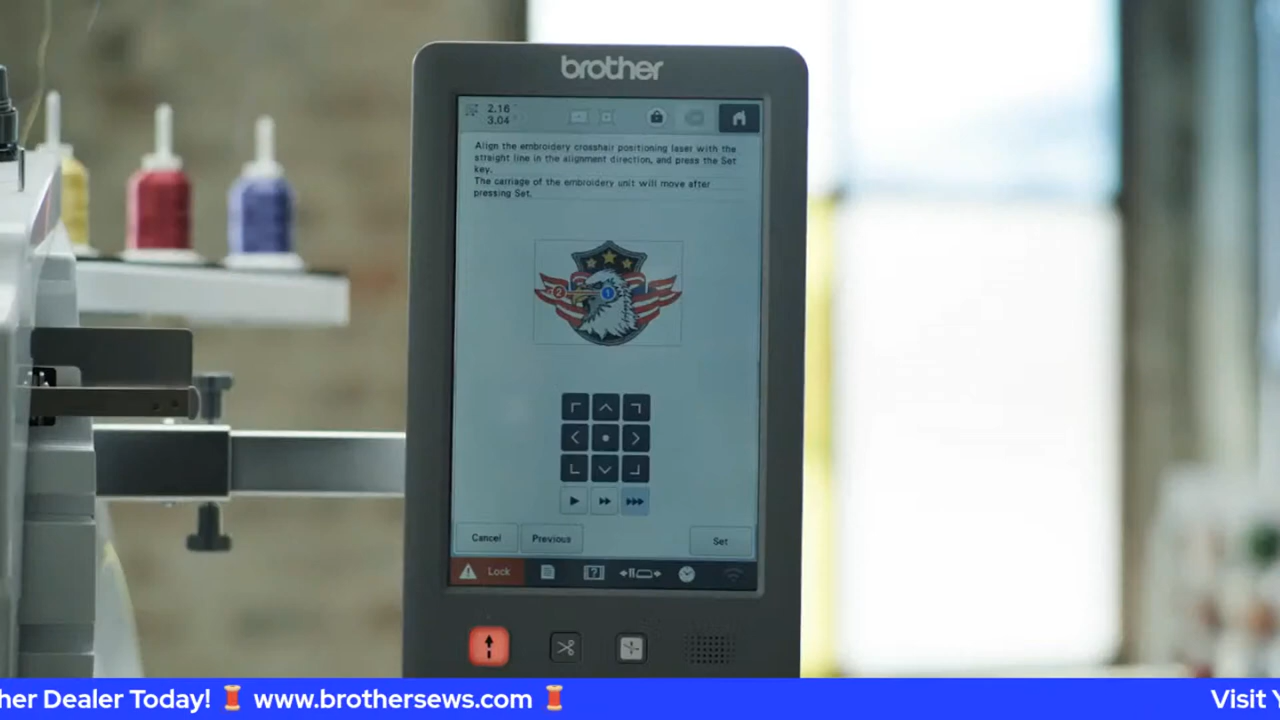 brother
2.16
3.04
Align the embroidery crosshair positioning laser with the
straight line in the alignment direction, and press the Set
key.
The carriage of the embroidery unit will move after
pressing Set.
2 1
Cancel Previous Set
Lock
her Dealer Today! www.brothersews.com Visit Y